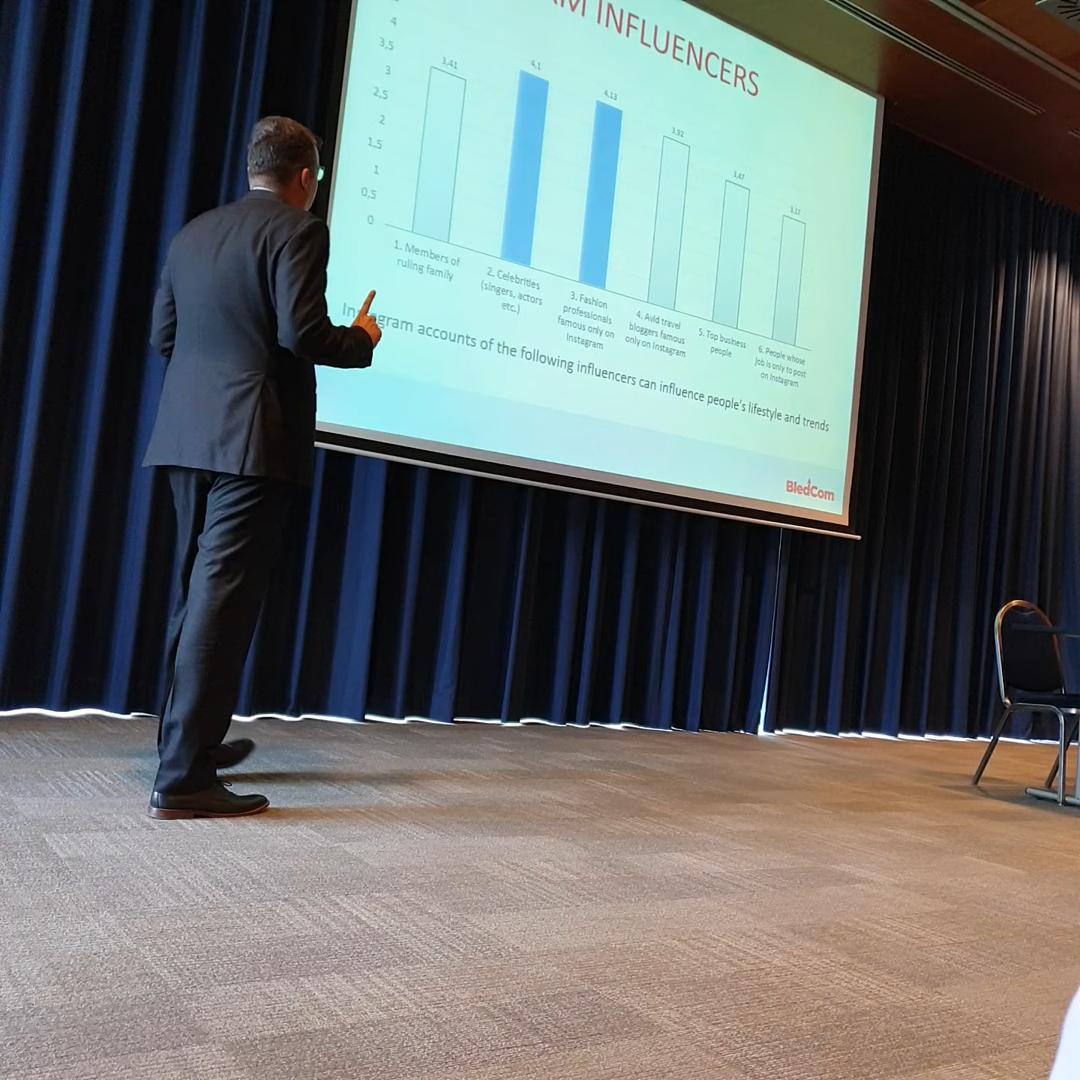 AM INFLUENCERS
4
3,5
3
2,5
2
1,5
1
0,5
0
3,41
4,1
4,13
3,92
3,47
3,17
1. Members of
ruling family
2. Celebrities
(singers, actors
etc.)
3. Fashion
professionals
famous only on
Instagram
4. Avid travel
bloggers famous
only on Instagram
5. Top business
people
6. People whose
job is only to post
on Instagram
Instagram accounts of the following influencers can influence people's lifestyle and trends
BledCom